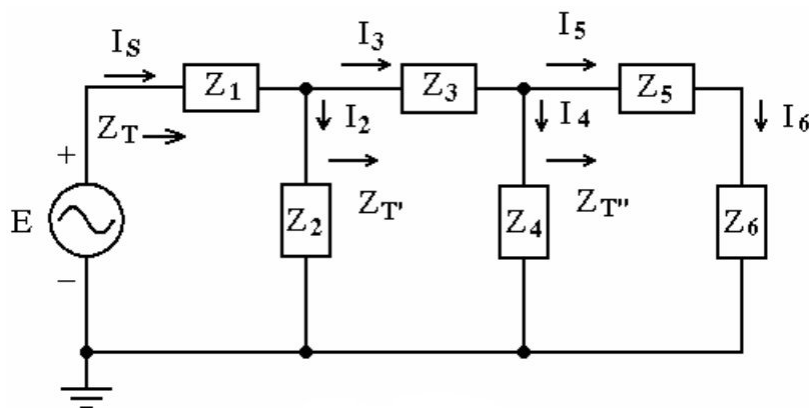 I_S
Z_1
I_3
Z_3
I_5
Z_5
Z_T
I_2
I_4
I_6
+
E
−
Z_2
Z_T'
Z_4
Z_T''
Z_6